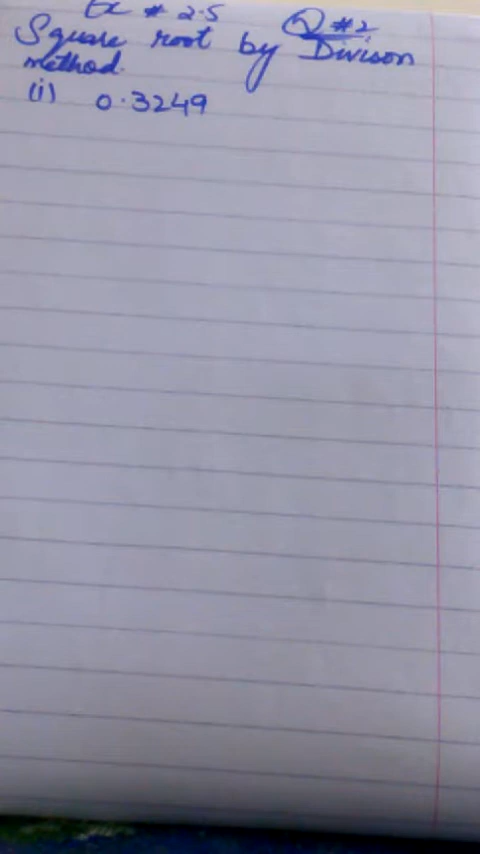 Ex # 2.5 Q #2
Square root by Divison
method.
(i) 0.3249